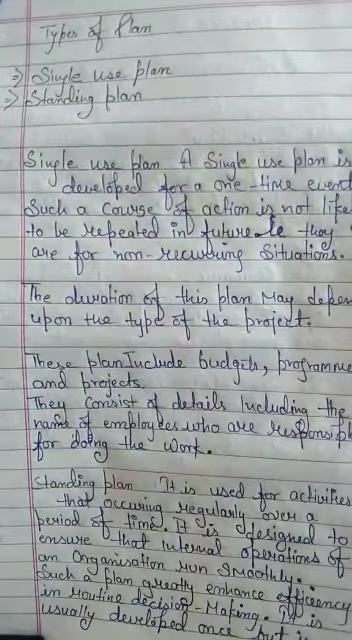 Types of Plan
=> Single use plan
=> Standing plan
Single use plan A Single use plan is
developed for a one-time event
Such a Course of action is not life
to be repeated in future ie they
are for non-recurring Situations.
The duration of this plan May depen
upon the type of the project.
These plan Include budgets, programme
and projects.
They Consist of details Including the
name of employees who are responsibl
for doing the work.
Standing plan It is used for activities
that occuring regularly over a
period of time. It is designed to
ensure that internal operations of
an Organisation run Smoothly.
Such a plan greatly enhance efficiency
in routine decision-Making. It is
usually developed once but is